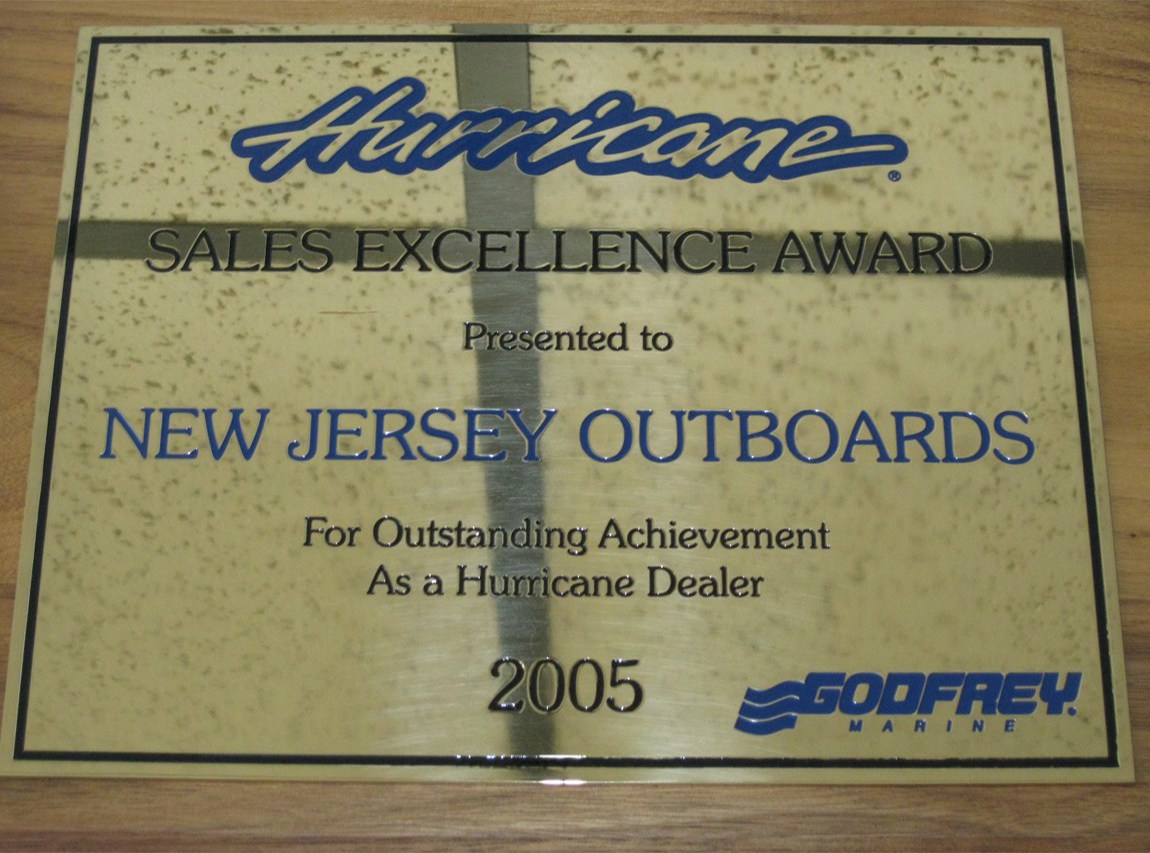 Hurricane®
SALES EXCELLENCE AWARD
Presented to
NEW JERSEY OUTBOARDS
For Outstanding Achievement
As a Hurricane Dealer
2005
GODFREY®
MARINE